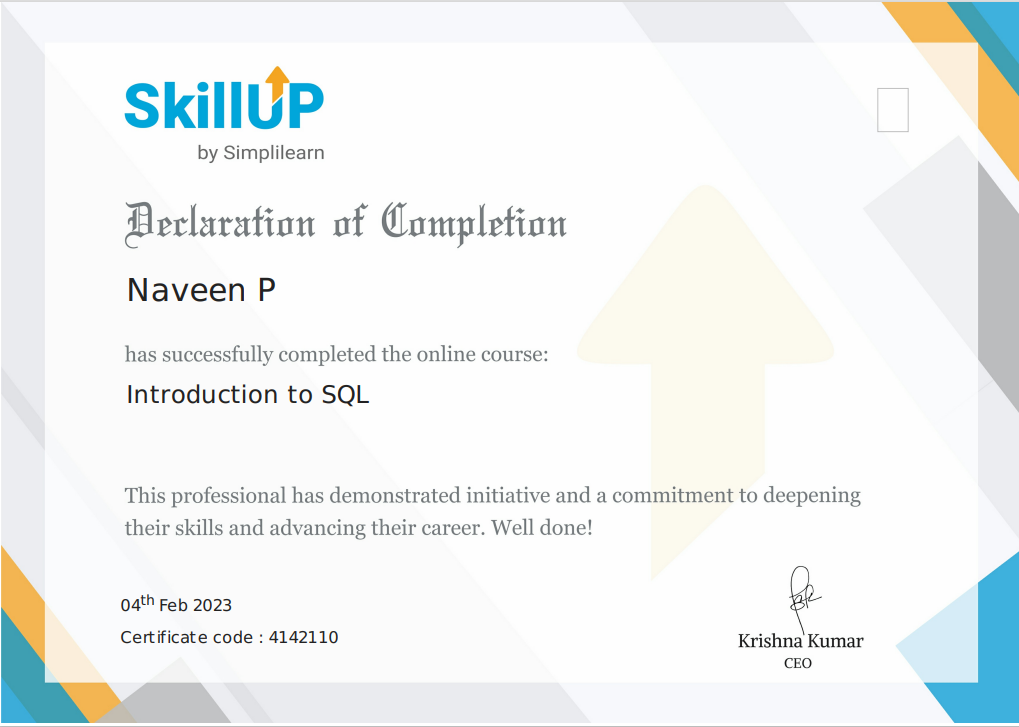 SkillUP
by Simplilearn
Declaration of Completion
Naveen P
has successfully completed the online course:
Introduction to SQL
This professional has demonstrated initiative and a commitment to deepening
their skills and advancing their career. Well done!
04th Feb 2023
Certificate code : 4142110
Krishna Kumar
CEO